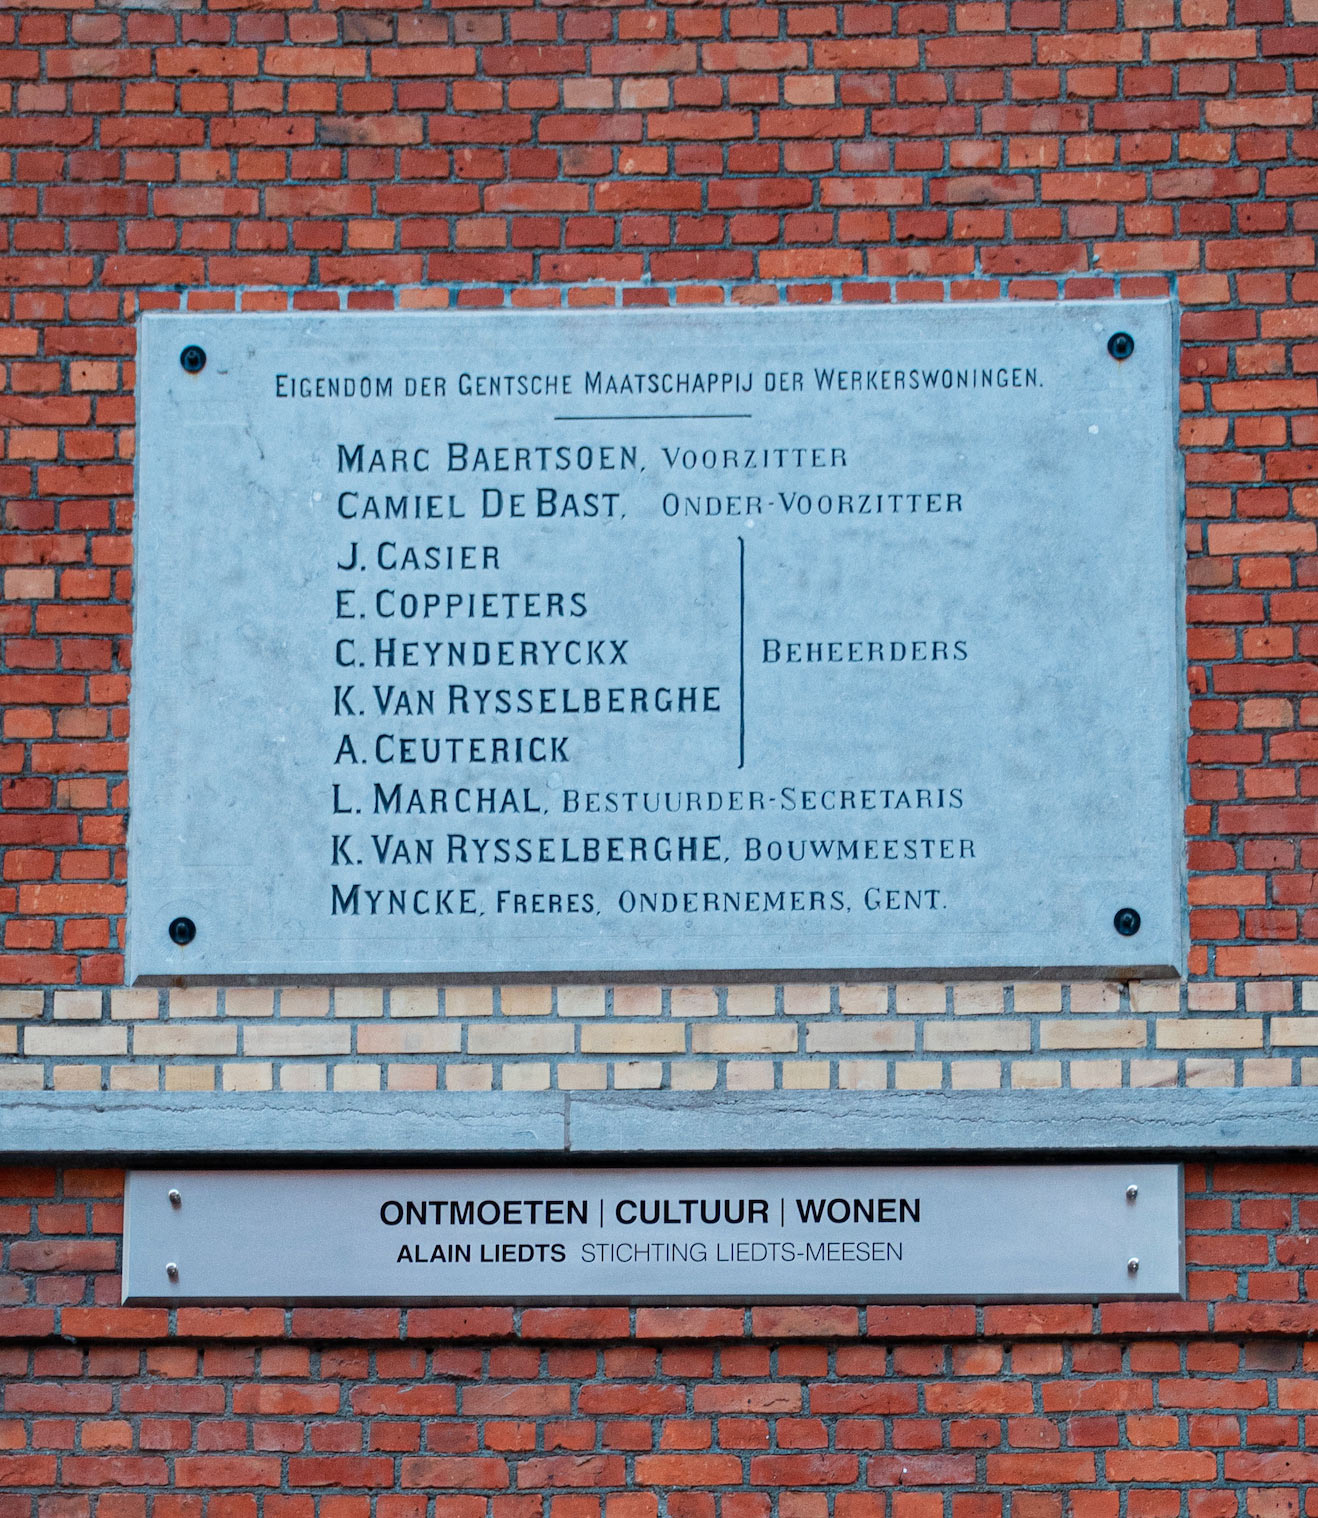 EIGENDOM DER GENTSCHE MAATSCHAPPIJ DER WERKERSWONINGEN.
MARC BAERTSOEN, VOORZITTER
CAMIEL DE BAST, ONDER-VOORZITTER
J. CASIER
E. COPPIETERS
C. HEYNDERYCKX
K. VAN RYSSELBERGHE
A. CEUTERICK
BEHEERDERS
L. MARCHAL, BESTUURDER-SECRETARIS
K. VAN RYSSELBERGHE, BOUWMEESTER
MYNCKE, FRERES, ONDERNEMERS, GENT.
ONTMOETEN | CULTUUR | WONEN
ALAIN LIEDTS STICHTING LIEDTS-MEESEN